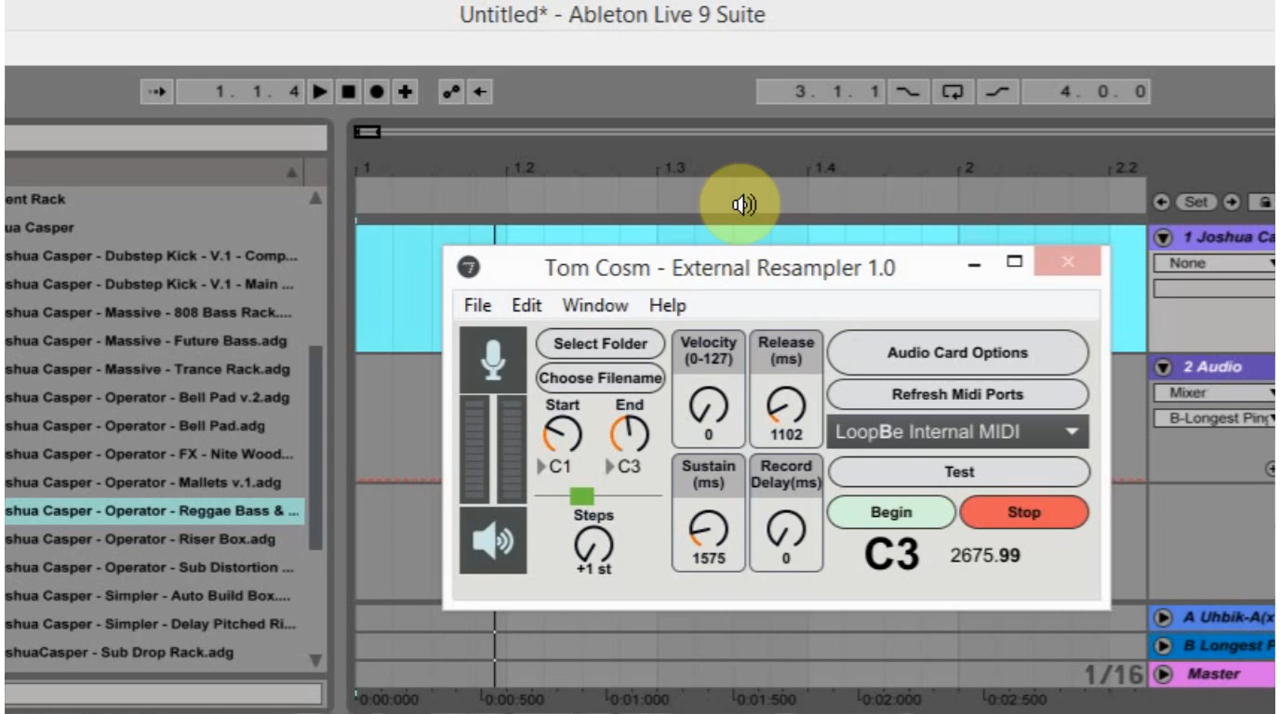 Untitled* - Ableton Live 9 Suite
1. 1. 4
3. 1. 1
4. 0. 0
1
1.2
1.3
1.4
2
2.2
ent Rack
ua Casper
shua Casper - Dubstep Kick - V.1 - Comp...
shua Casper - Dubstep Kick - V.1 - Main ...
shua Casper - Massive - 808 Bass Rack....
shua Casper - Massive - Future Bass.adg
shua Casper - Massive - Trance Rack.adg
shua Casper - Operator - Bell Pad v.2.adg
shua Casper - Operator - Bell Pad.adg
shua Casper - Operator - FX - Nite Wood...
shua Casper - Operator - Mallets v.1.adg
shua Casper - Operator - Reggae Bass & ...
shua Casper - Operator - Riser Box.adg
shua Casper - Operator - Sub Distortion ...
shua Casper - Simpler - Auto Build Box....
shua Casper - Simpler - Delay Pitched Ri...
shuaCasper - Sub Drop Rack.adg
Set
1 Joshua Ca
None
2 Audio
Mixer
B-Longest Ping
Tom Cosm - External Resampler 1.0
File Edit Window Help
Select Folder
Choose Filename
Start
End
C1
C3
Steps
+1 st
Velocity
(0-127)
0
Release
(ms)
1102
Sustain
(ms)
1575
Record
Delay(ms)
0
Audio Card Options
Refresh Midi Ports
LoopBe Internal MIDI
Test
Begin
Stop
C3
2675.99
A Uhbik-A(x
B Longest P
1/16
Master
0:00:000
0:00:500
0:01:000
0:01:500
0:02:000
0:02:500